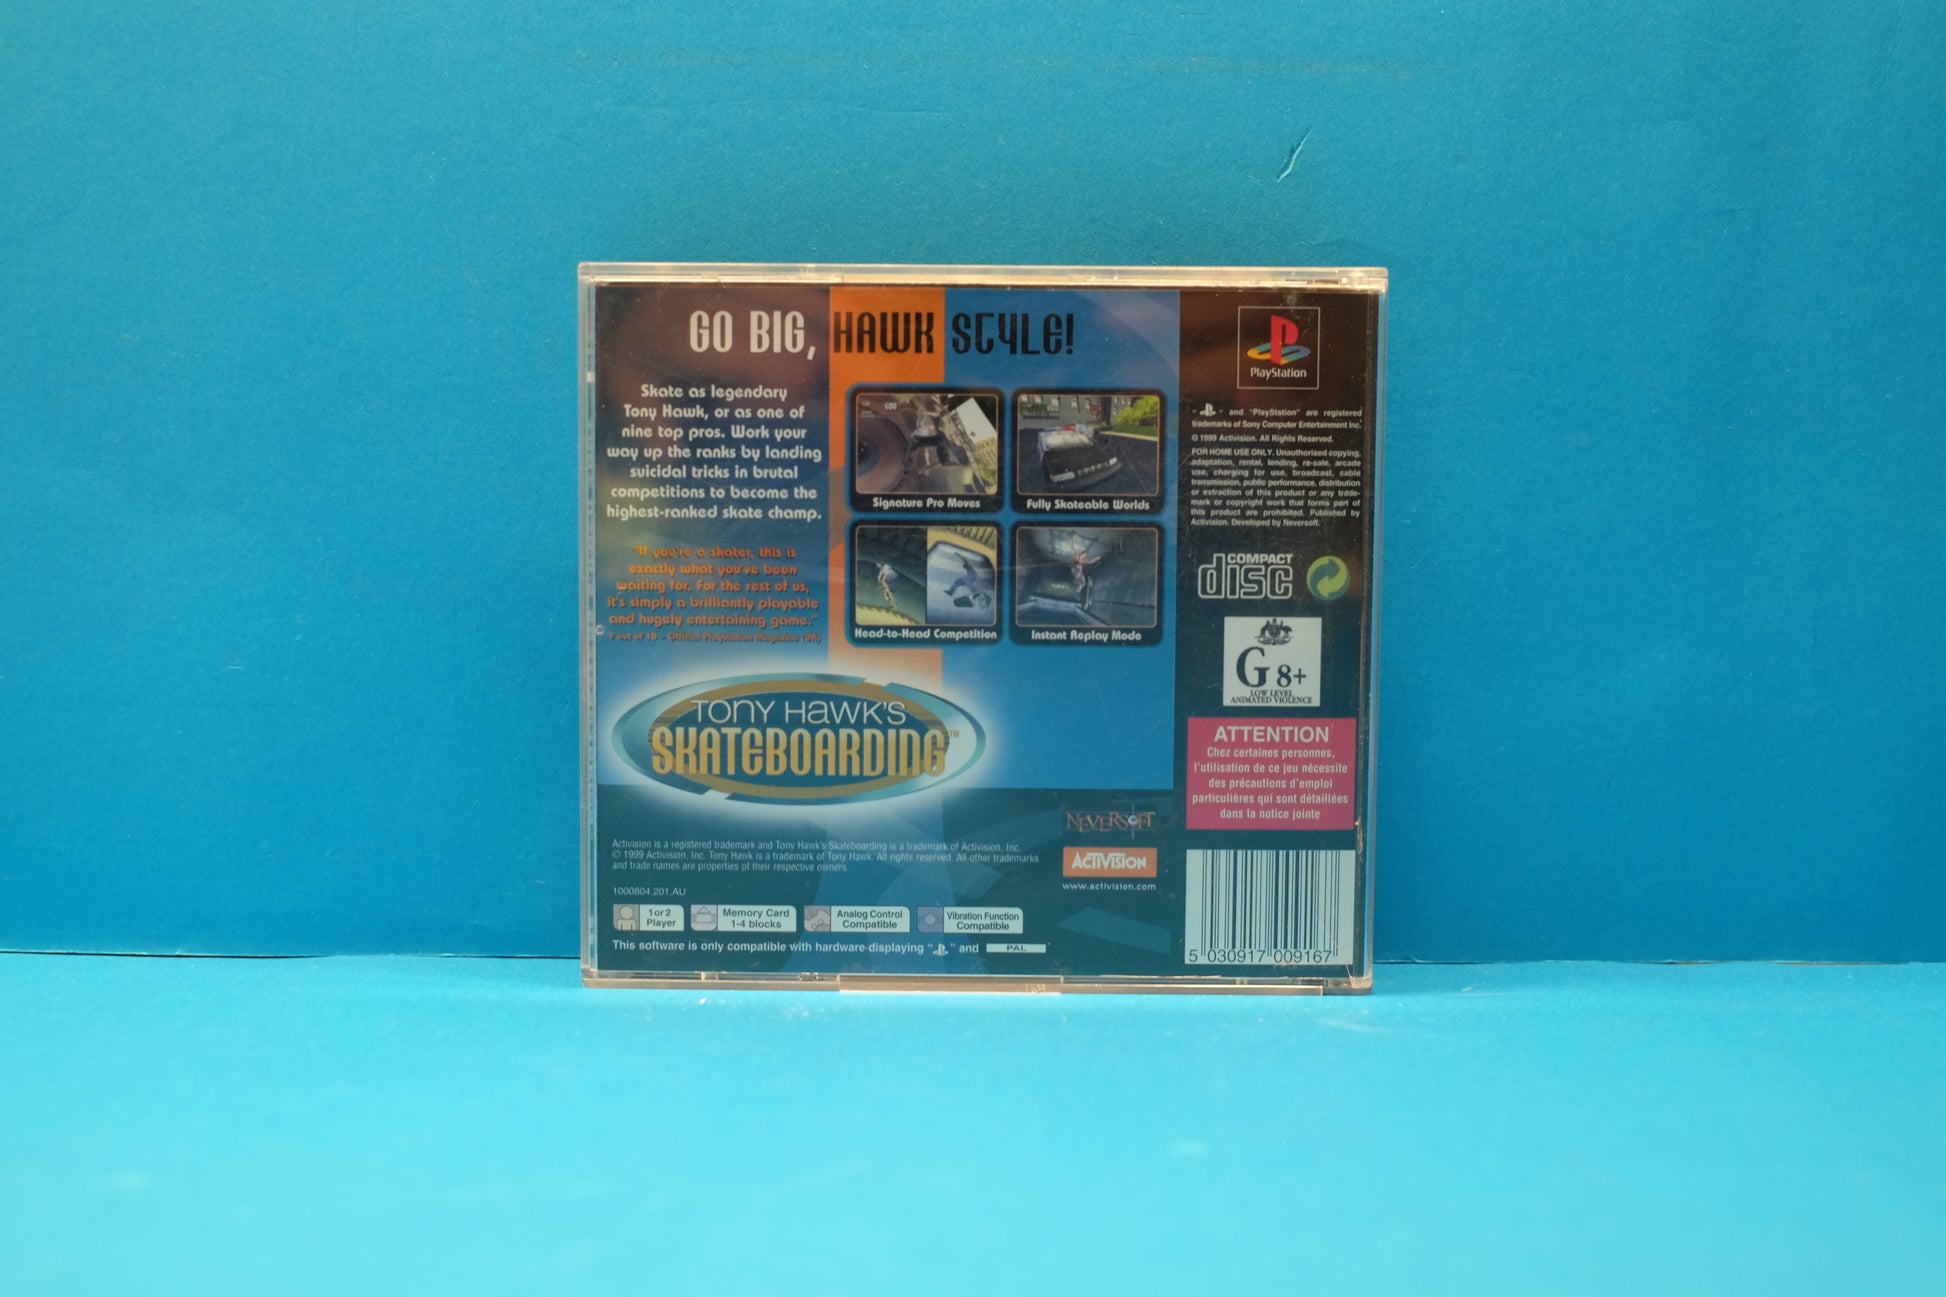 GO BIG, HAWK STYLE!
Skate as legendary
Tony Hawk, or as one of
nine top pros. Work your
way up the ranks by landing
suicidal tricks in brutal
competitions to become the
highest-ranked skate champ.
"If you're a skater, this is
exactly what you've been
waiting for. For the rest of us,
it's simply a brilliantly playable
and hugely entertaining game."
9 out of 10 - Official Playstation Magazine (UK)
Signature Pro Moves
Fully Skateable Worlds
Head-to-Head Competition
Instant Replay Mode
TONY HAWK'S
SKATEBOARDING™
NEVERSOFT
ACTIVISION
www.activision.com
Activision is a registered trademark and Tony Hawk's Skateboarding is a trademark of Activision, Inc.
© 1999 Activision, Inc. Tony Hawk is a trademark of Tony Hawk. All rights reserved. All other trademarks
and trade names are properties of their respective owners.
1000804.201.AU
1 or 2
Player
Memory Card
1-4 blocks
Analog Control
Compatible
Vibration Function
Compatible
This software is only compatible with hardware displaying " " and PAL
PlayStation
" " and "PlayStation" are registered
trademarks of Sony Computer Entertainment Inc.
© 1999 Activision. All Rights Reserved.
FOR HOME USE ONLY. Unauthorised copying,
adaptation, rental, lending, re-sale, arcade
use, charging for use, broadcast, cable
transmission, public performance, distribution
or extraction of this product or any trade-
mark or copyright work that forms part of
this product are prohibited. Published by
Activision. Developed by Neversoft.
COMPACT
disc
G 8+
LOW LEVEL
ANIMATED VIOLENCE
ATTENTION
Chez certaines personnes,
l'utilisation de ce jeu nécessite
des précautions d'emploi
particulières qui sont détaillées
dans la notice jointe
5 030917 009167